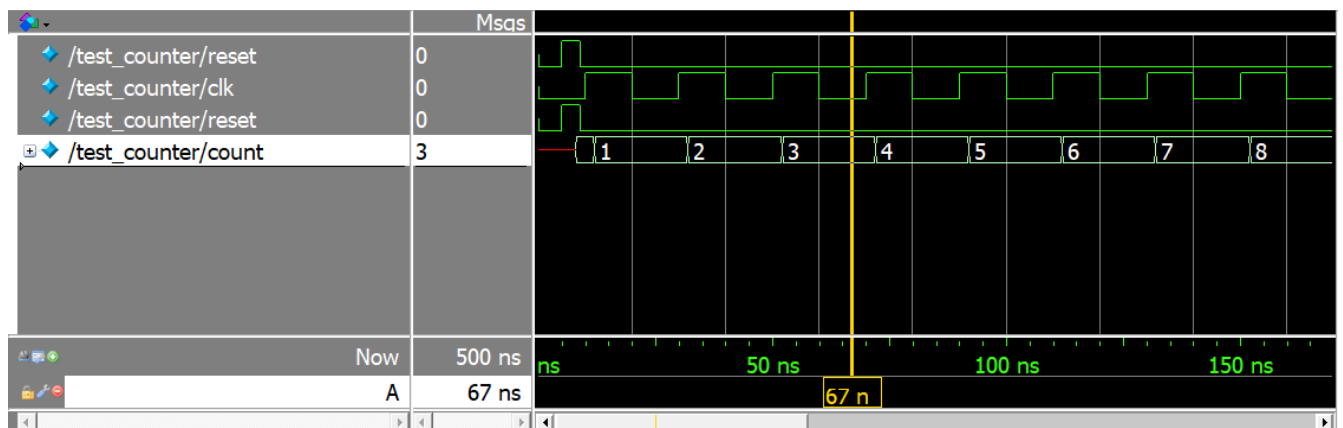 Msgs
/test_counter/reset 0
/test_counter/clk 0
/test_counter/reset 0
/test_counter/count 3 1 2 3 4 5 6 7 8
Now 500 ns ns 50 ns 100 ns 150 ns
A 67 ns 67 n